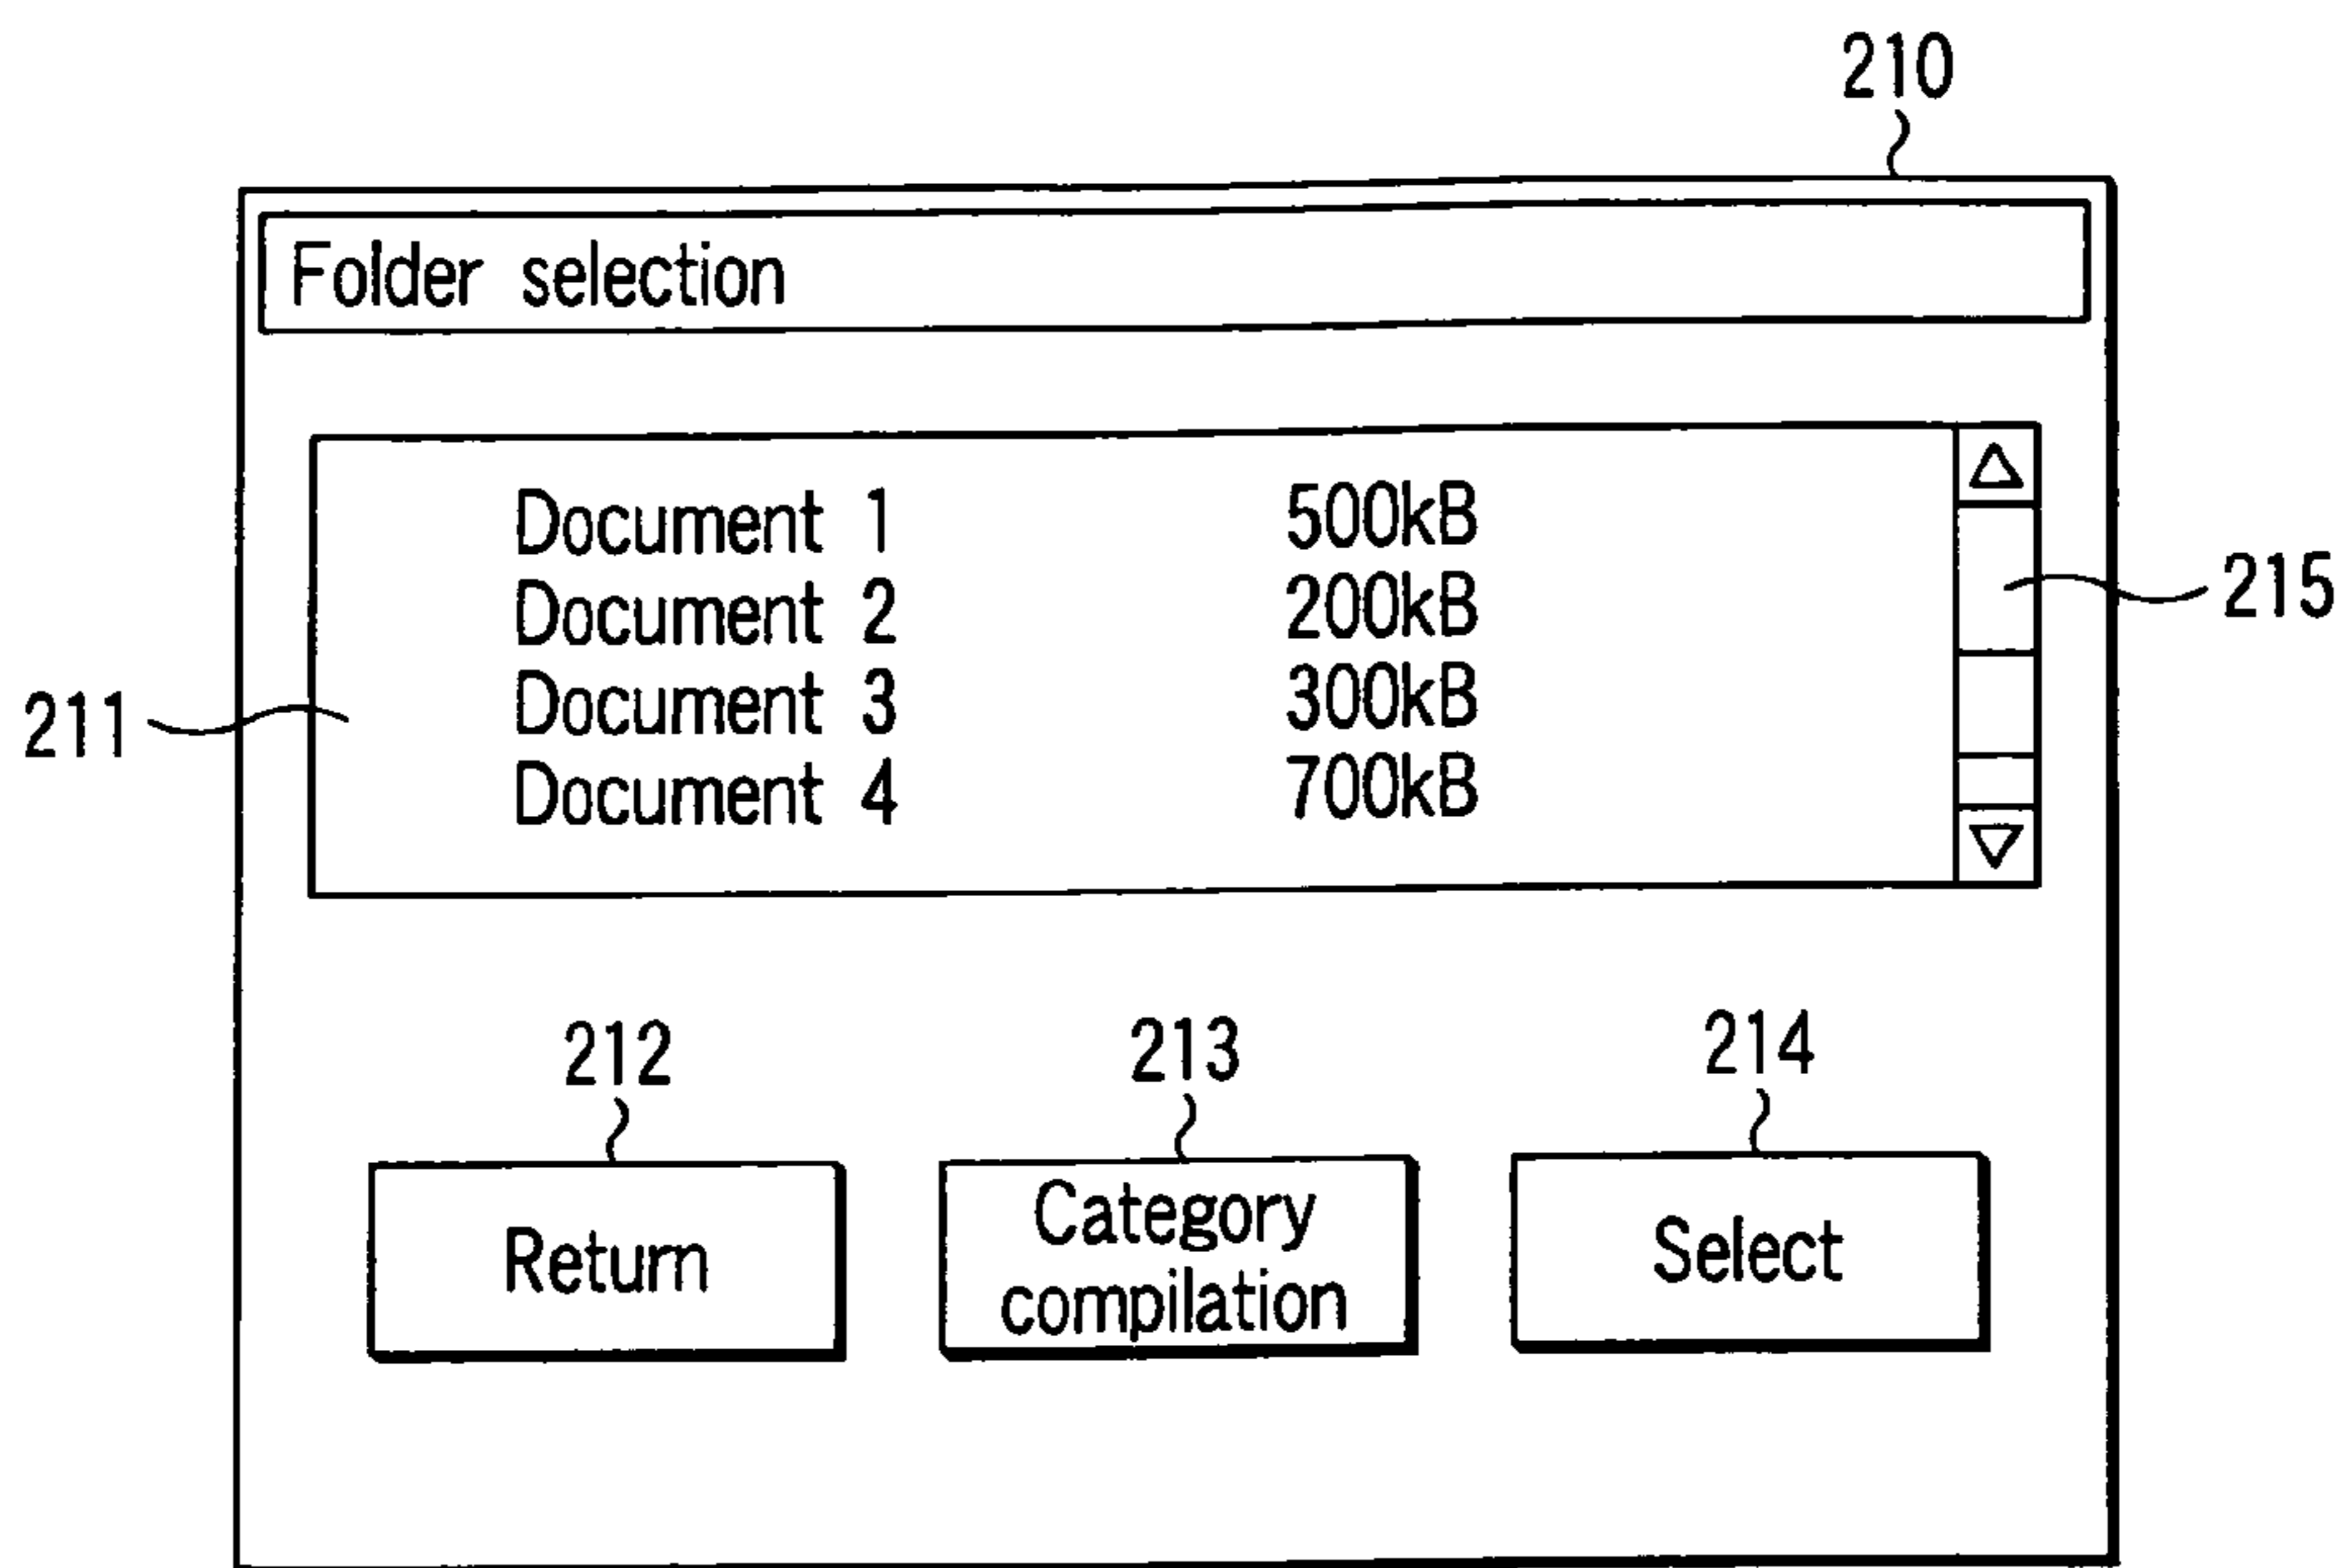 210
Folder selection
Document 1 500kB
Document 2 200kB
Document 3 300kB
Document 4 700kB
215
211
212 213 214
Return
Category
compilation
Select